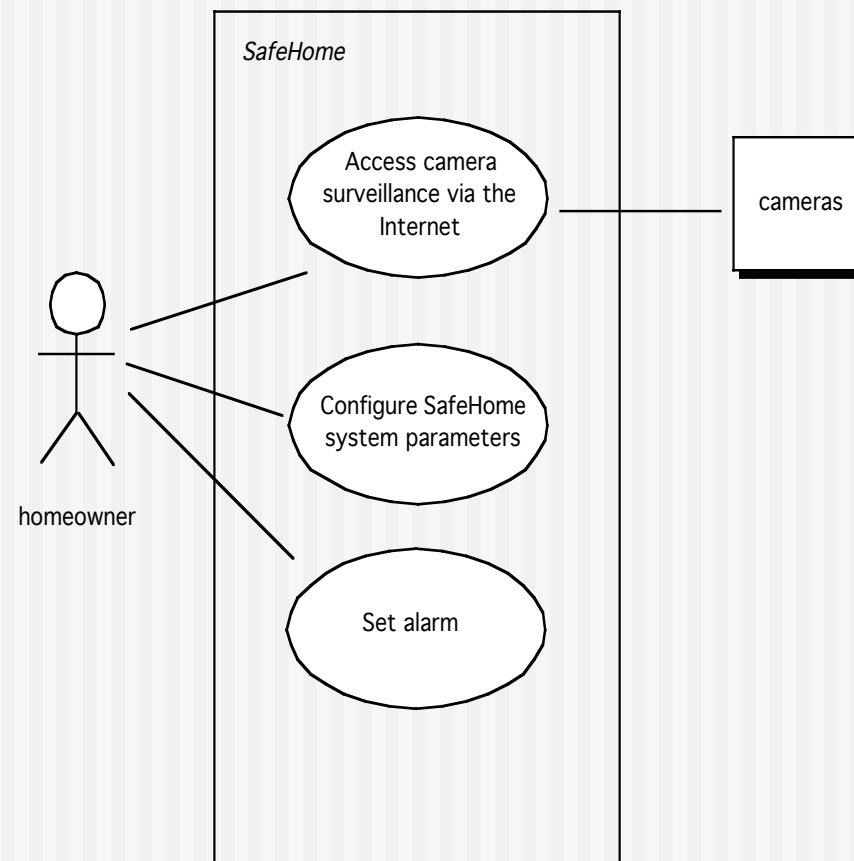 SafeHome
Access camera
surveillance via the
Internet
cameras
Configure SafeHome
system parameters
homeowner
Set alarm